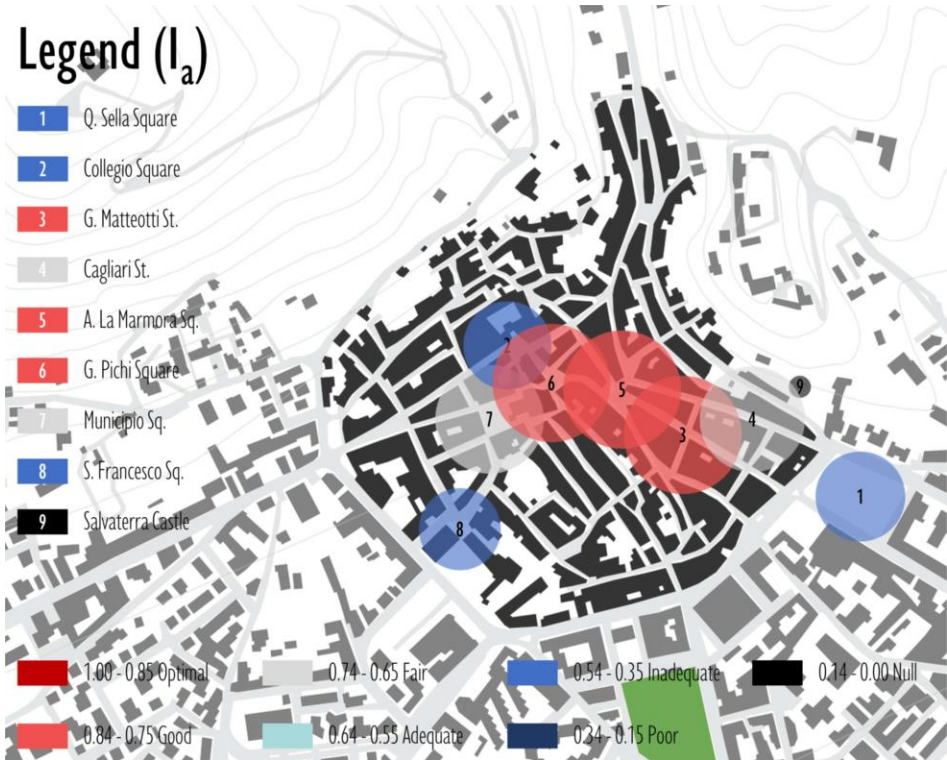 Legend (Ia)
1 Q. Sella Square
2 Collegio Square
3 G. Matteotti St.
4 Cagliari St.
5 A. La Marmora Sq.
6 G. Pichi Square
7 Municipio Sq.
8 S. Francesco Sq.
9 Salvaterra Castle
2
6
5
9
7
3
4
1
8
1.00 - 0.85 Optimal
0.74 - 0.65 Fair
0.54 - 0.35 Inadequate
0.14 - 0.00 Null
0.84 - 0.75 Good
0.64 - 0.55 Adequate
0.34 - 0.15 Poor